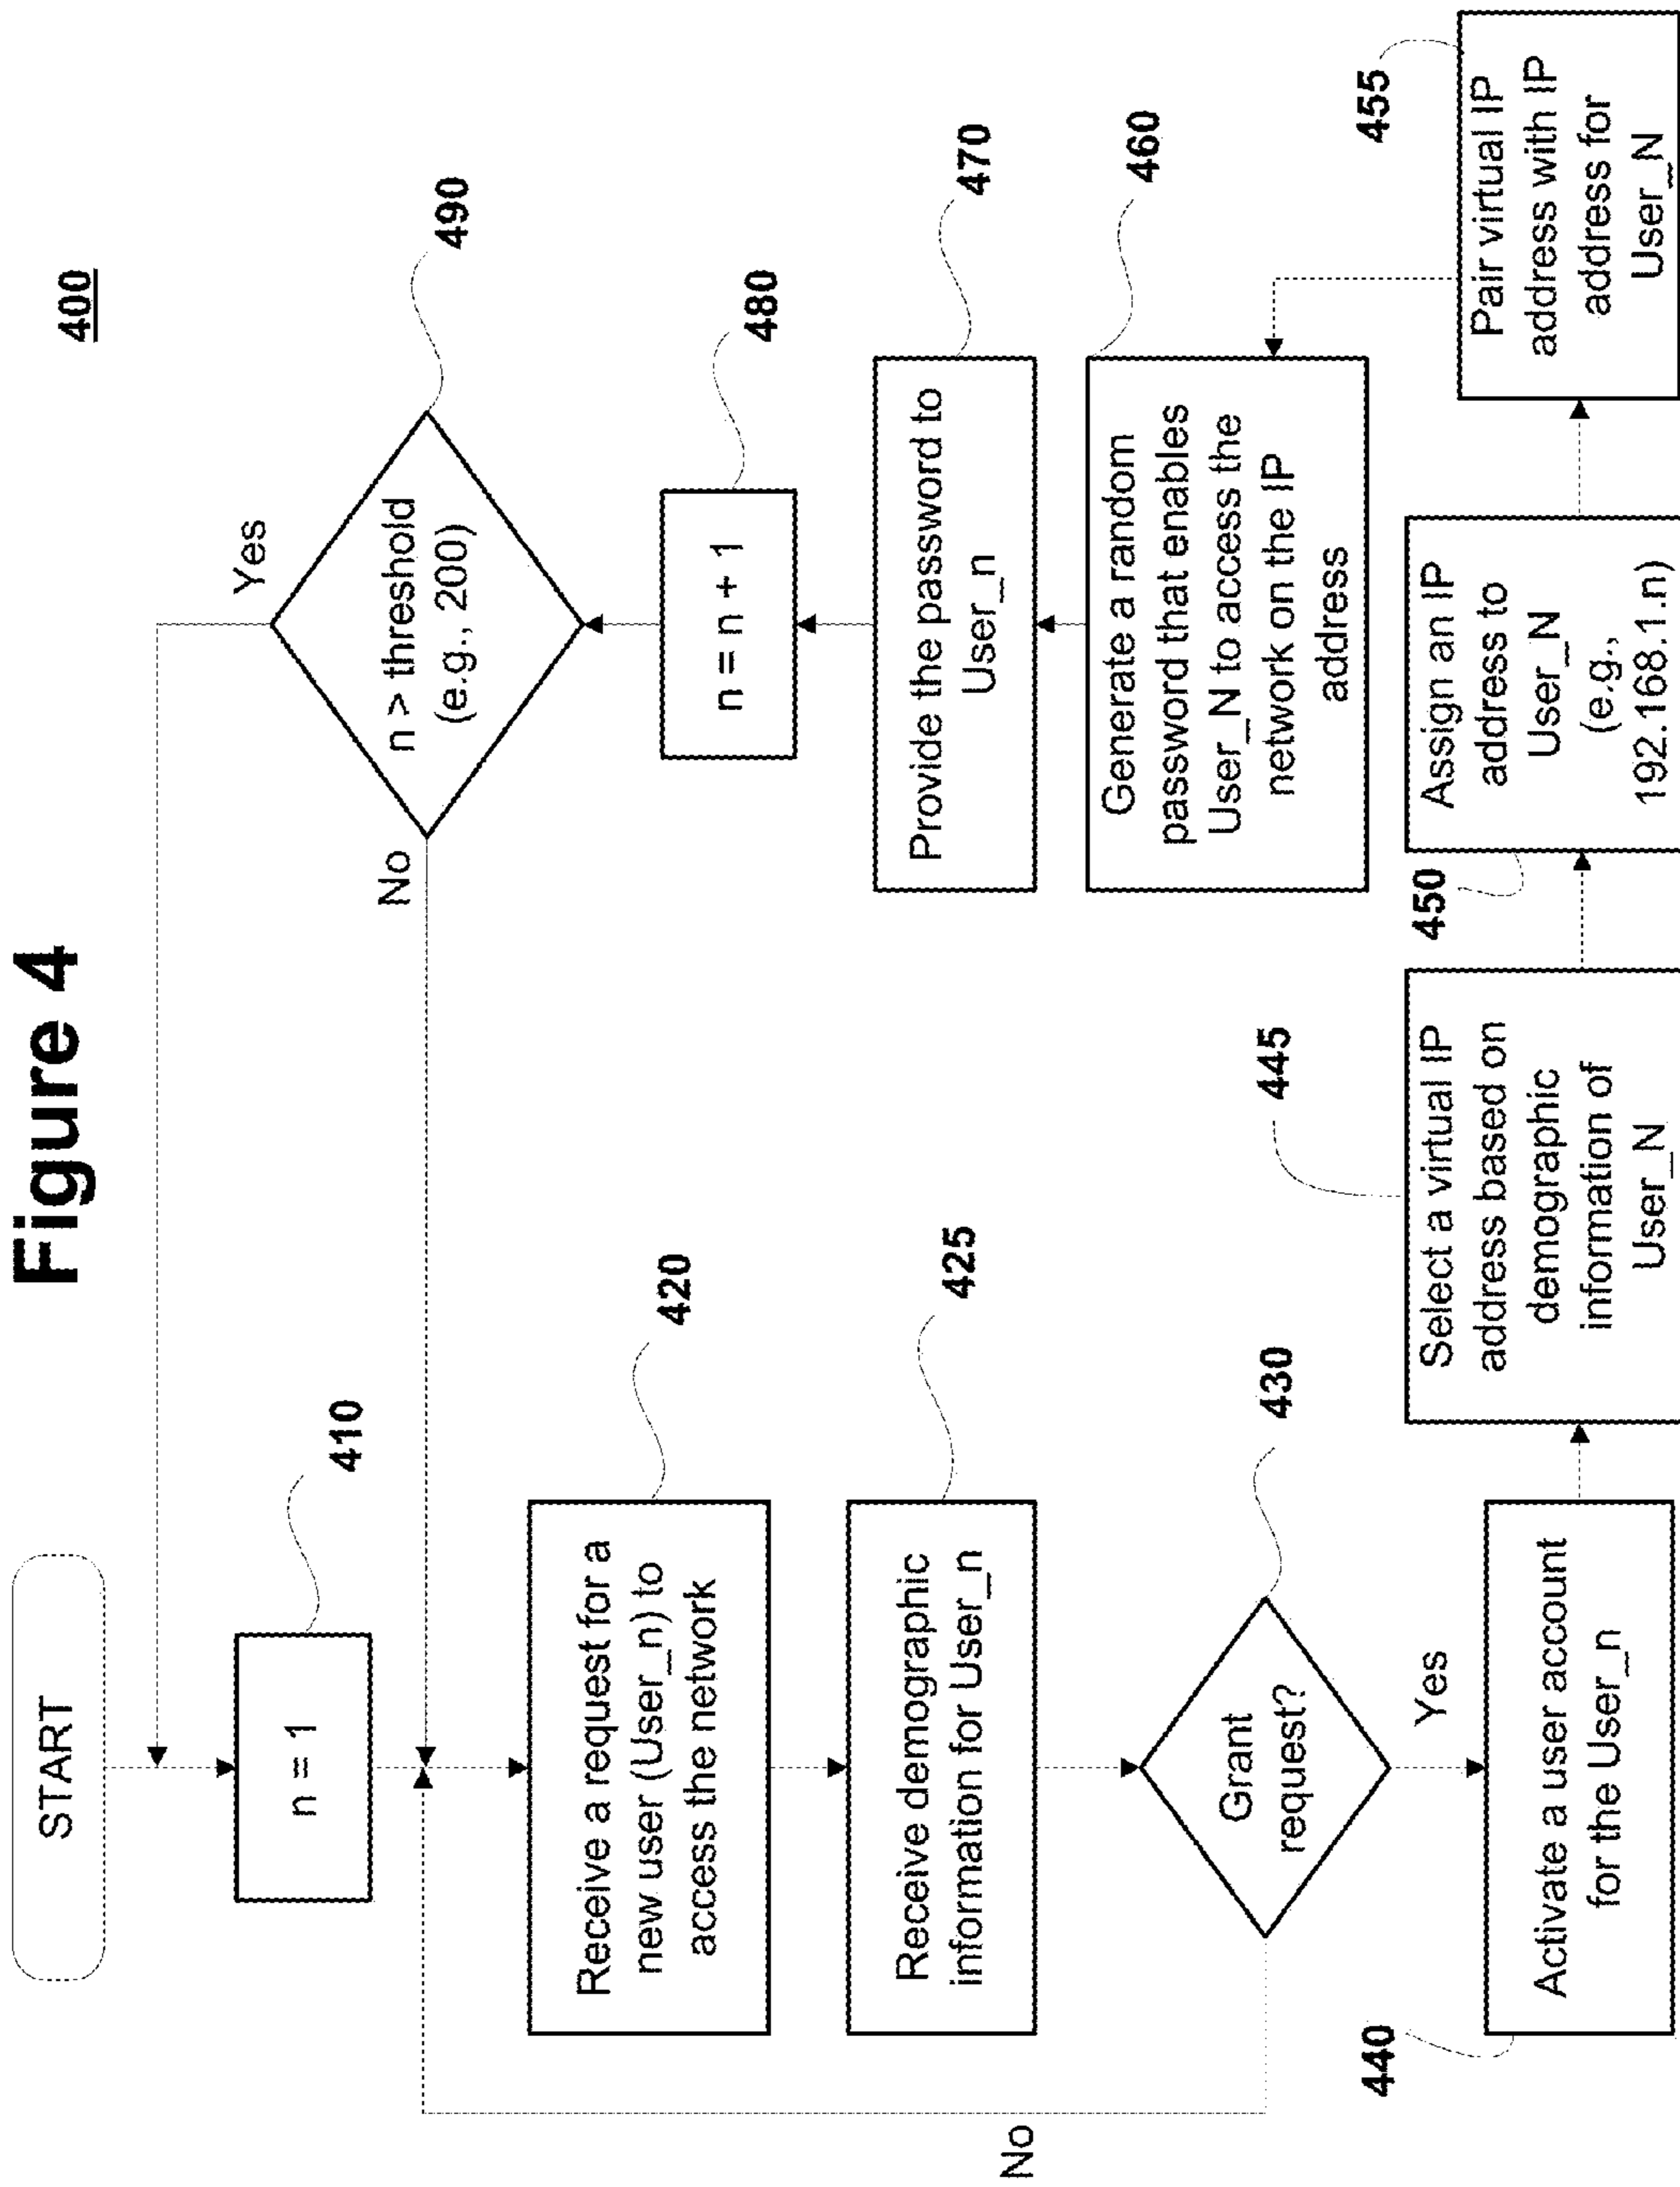 Figure 4
400
START
n = 1
410
Receive a request for a
new user (User_n) to
access the network
420
Receive demographic
information for User_n
425
Grant
request?
430
No
Yes
Activate a user account
for the User_n
440
Select a virtual IP
address based on
demographic
information of
User_N
445
Assign an IP
address to
User_N
(e.g.,
192.168.1.n)
450
Pair virtual IP
address with IP
address for
User_N
455
Generate a random
password that enables
User_N to access the
network on the IP
address
460
Provide the password to
User_n
470
n = n + 1
480
n > threshold
(e.g., 200)
490
Yes
No